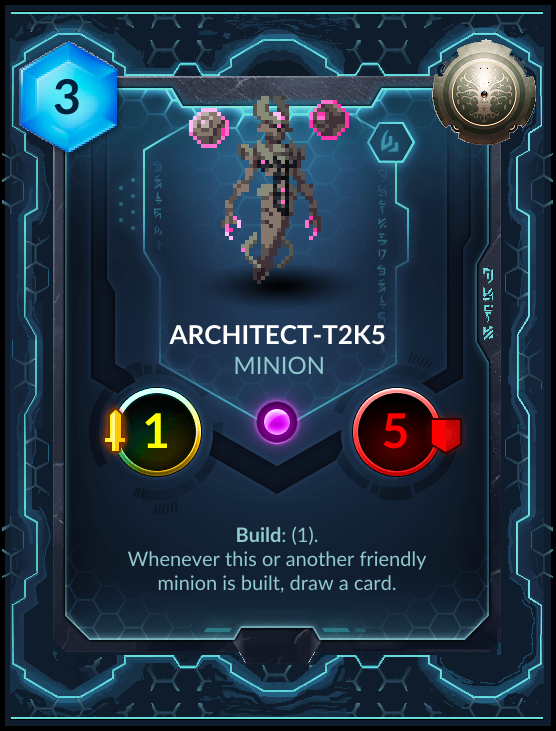 3
ARCHITECT-T2K5
MINION
1
5
Build: (1).
Whenever this or another friendly
minion is built, draw a card.